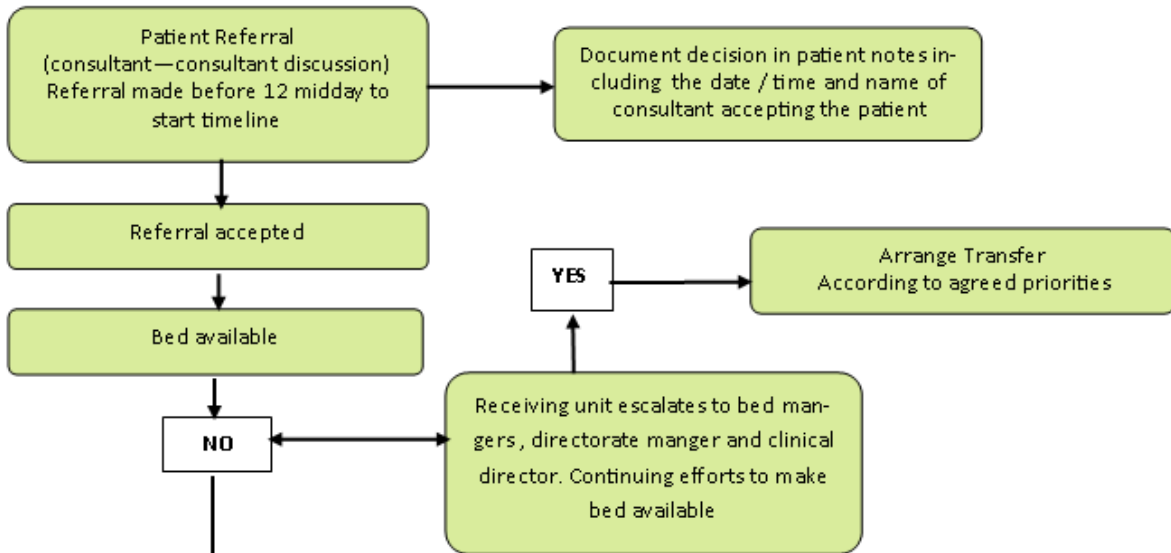 Patient Referral
(consultant—consultant discussion)
Referral made before 12 midday to
start timeline
Document decision in patient notes in-
cluding the date / time and name of
consultant accepting the patient
Referral accepted
YES
Arrange Transfer
According to agreed priorities
Bed available
NO
Receiving unit escalates to bed man-
gers , directorate manger and clinical
director. Continuing efforts to make
bed available